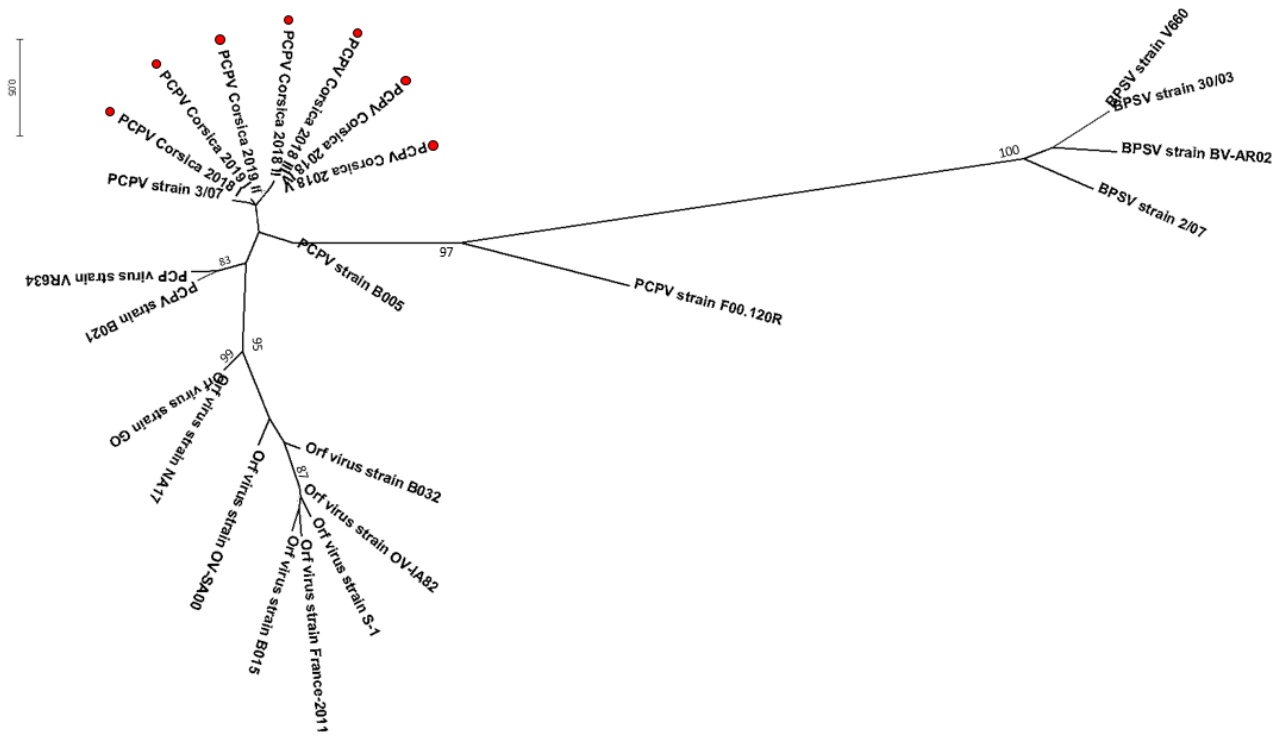 0.05
PCPV Corsica 2018 I
PCPV Corsica 2019 I
PCPV Corsica 2019 II
PCPV Corsica 2018 II
PCPV Corsica 2018 III
PCPV Corsica 2018
PCPV Corsica 2018 V
PCPV strain 3/07
PCPV strain B005
97
PCPV strain F00.120R
100
BPSV strain V660
BPSV strain 30/03
BPSV strain BV-AR02
BPSV strain 2/07
83
PCP virus strain VR634
PCPV strain B021
95
99
Orf virus strain GO
Orf virus strain NA17
Orf virus strain OV-SA00
Orf virus strain B032
87
Orf virus strain OV-IA82
Orf virus strain S-1
Orf virus strain France-2011
Orf virus strain B015